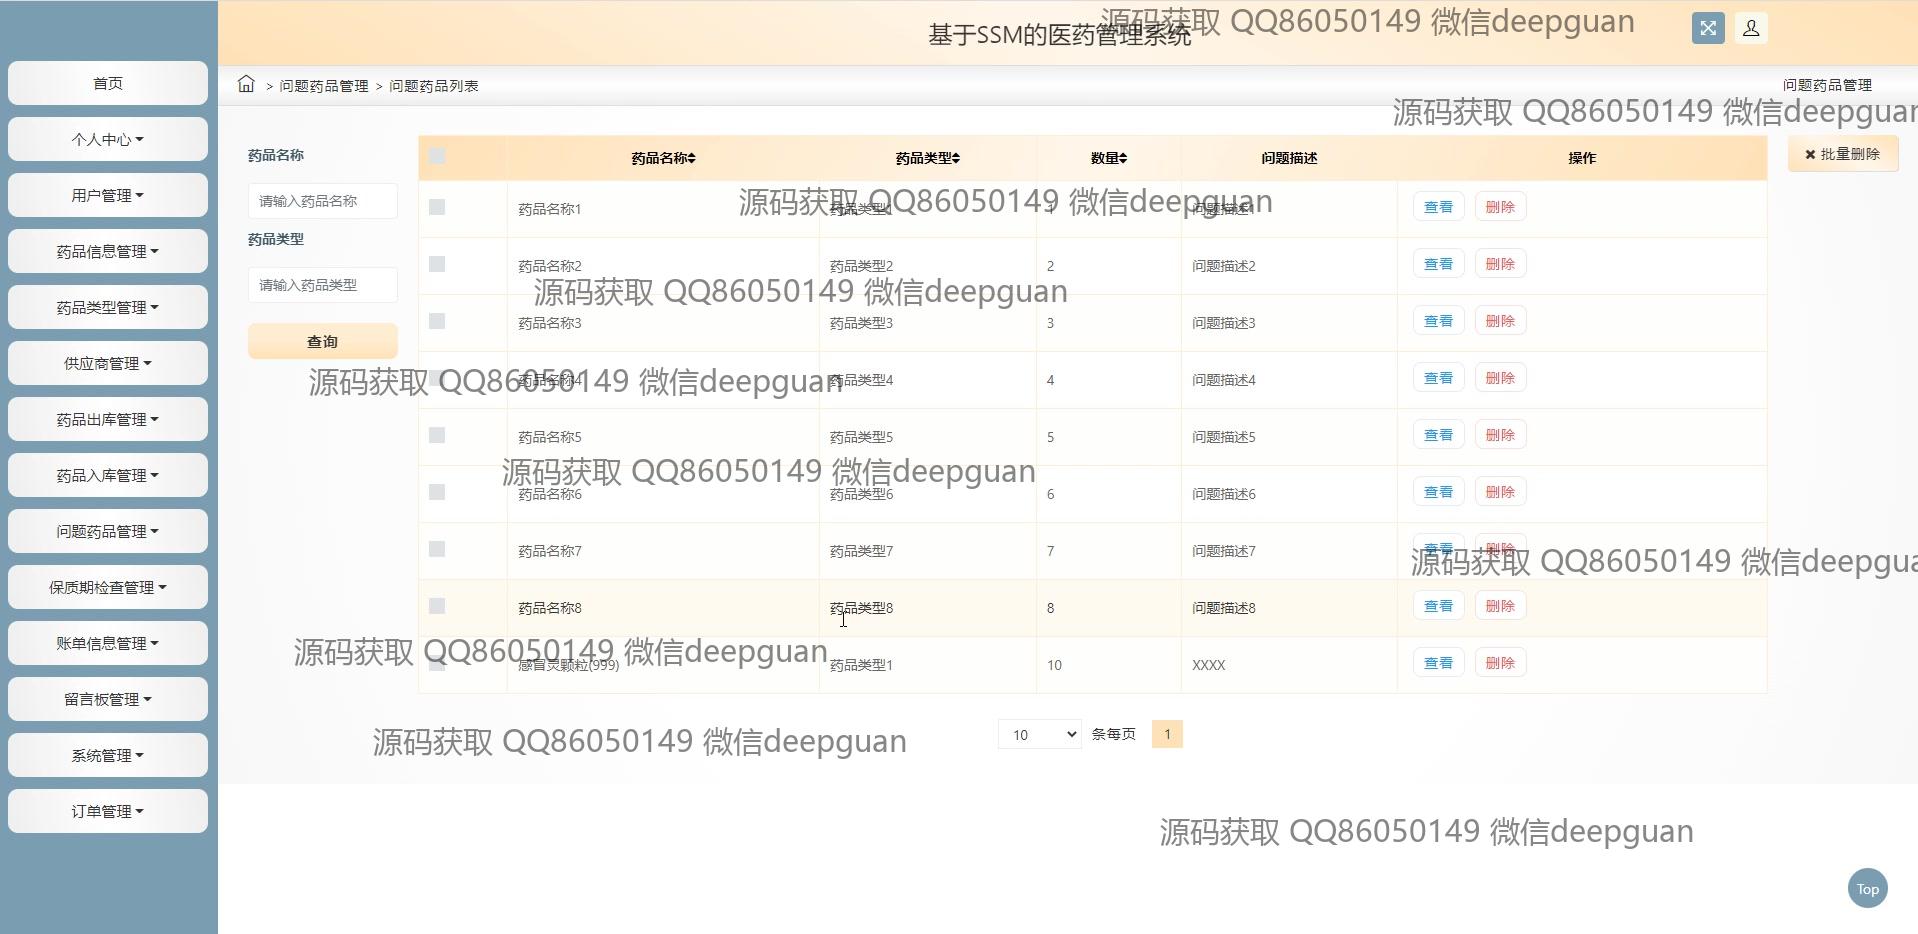 基于SSM的医药管理系统
源码获取 QQ86050149 微信deepguan
首页
个人中心
用户管理
药品信息管理
药品类型管理
供应商管理
药品出库管理
药品入库管理
问题药品管理
保质期检查管理
账单信息管理
留言板管理
系统管理
订单管理
> 问题药品管理 > 问题药品列表
问题药品管理
源码获取 QQ86050149 微信deepguan
药品名称
请输入药品名称
药品类型
请输入药品类型
查询
批量删除
药品名称 药品类型 数量 问题描述 操作
药品名称1 药品类型1 1 问题描述1 查看 删除
源码获取 QQ86050149 微信deepguan
药品名称2 药品类型2 2 问题描述2 查看 删除
源码获取 QQ86050149 微信deepguan
药品名称3 药品类型3 3 问题描述3 查看 删除
药品名称4 药品类型4 4 问题描述4 查看 删除
源码获取 QQ86050149 微信deepguan
药品名称5 药品类型5 5 问题描述5 查看 删除
源码获取 QQ86050149 微信deepguan
药品名称6 药品类型6 6 问题描述6 查看 删除
药品名称7 药品类型7 7 问题描述7 查看 删除
源码获取 QQ86050149 微信deepgua
药品名称8 药品类型8 8 问题描述8 查看 删除
源码获取 QQ86050149 微信deepguan
感冒灵颗粒(999) 药品类型1 10 XXXX 查看 删除
10 条每页 1
源码获取 QQ86050149 微信deepguan
源码获取 QQ86050149 微信deepguan
Top